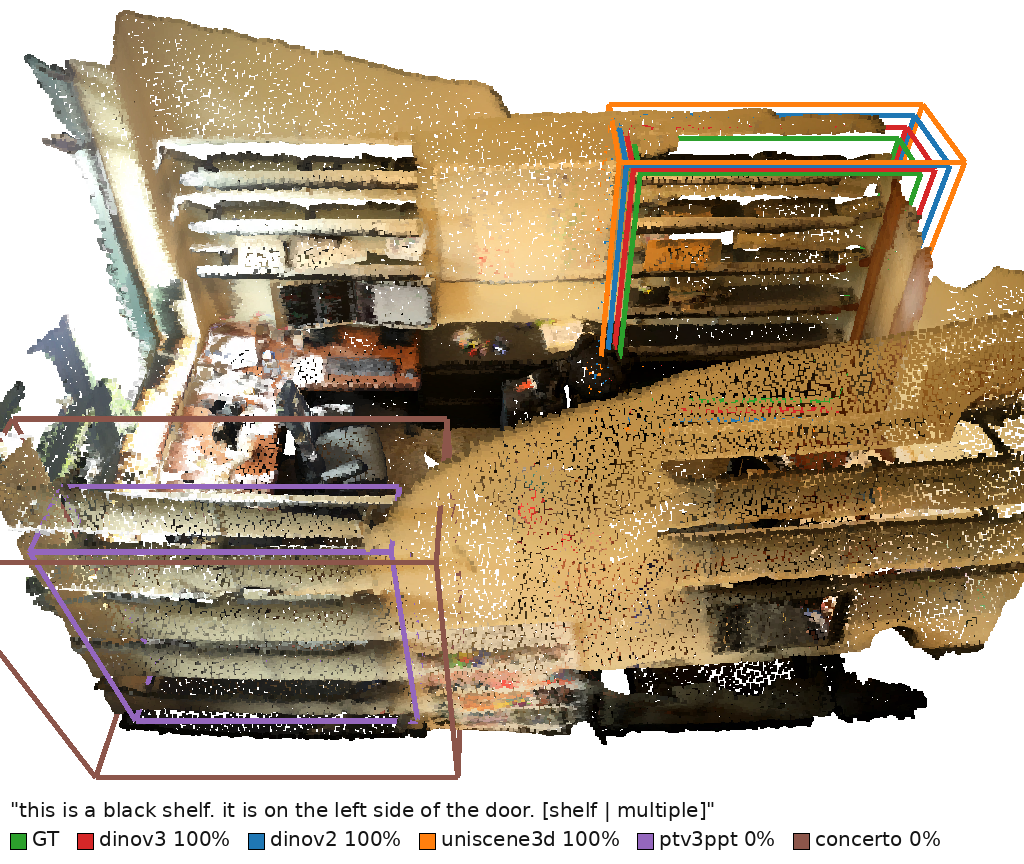 "this is a black shelf. it is on the left side of the door. [shelf | multiple]"
GT dinov3 100% dinov2 100% uniscene3d 100% ptv3ppt 0% concerto 0%